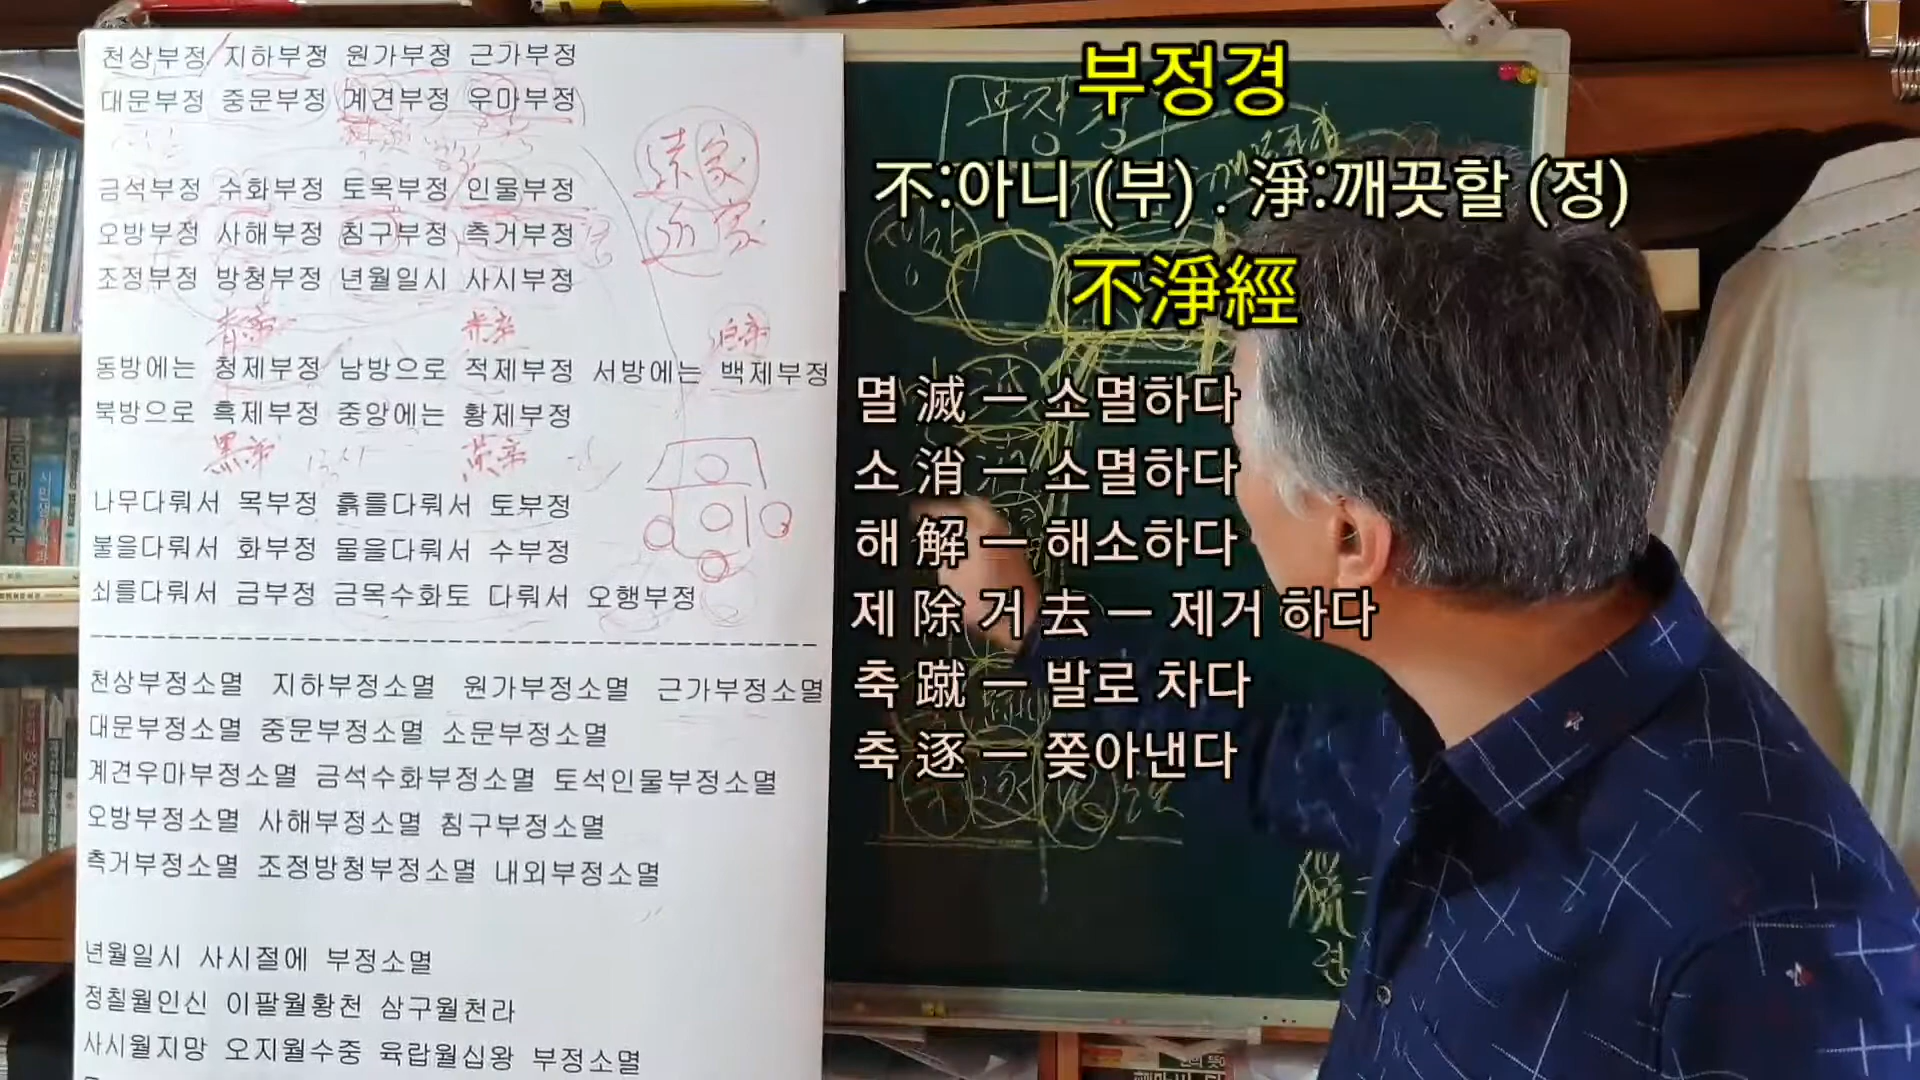 천상부정 지하부정 원가부정 근가부정
대문부정 중문부정 계견부정 우마부정
금석부정 수화부정 토목부정 인물부정
오방부정 사해부정 침구부정 측거부정
조정부정 방청부정 년월일시 사시부정
동방에는 청제부정 남방으로 적제부정 서방에는 백제부정
북방으로 흑제부정 중앙에는 황제부정
나무다뤄서 목부정 흙를다뤄서 토부정
불을다뤄서 화부정 물을다뤄서 수부정
쇠를다뤄서 금부정 금목수화토 다뤄서 오행부정
천상부정소멸 지하부정소멸 원가부정소멸 근가부정소멸
대문부정소멸 중문부정소멸 소문부정소멸
계견우마부정소멸 금석수화부정소멸 토석인물부정소멸
오방부정소멸 사해부정소멸 침구부정소멸
측거부정소멸 조정방청부정소멸 내외부정소멸
년월일시 사시절에 부정소멸
정칠월인신 이팔월황천 삼구월천라
사시월지망 오지월수중 육랍월십왕 부정소멸
遠家
近家
青帝 赤帝 白帝
黑帝 黄帝
부정경
不:아니 (부) . 淨:깨끗할 (정)
不淨經
멸 滅 ㅡ 소멸하다
소 消 ㅡ 소멸하다
해 解 ㅡ 해소하다
제 除 거 去 ㅡ 제거 하다
축 蹴 ㅡ 발로 차다
축 逐 ㅡ 쫒아낸다
부정경